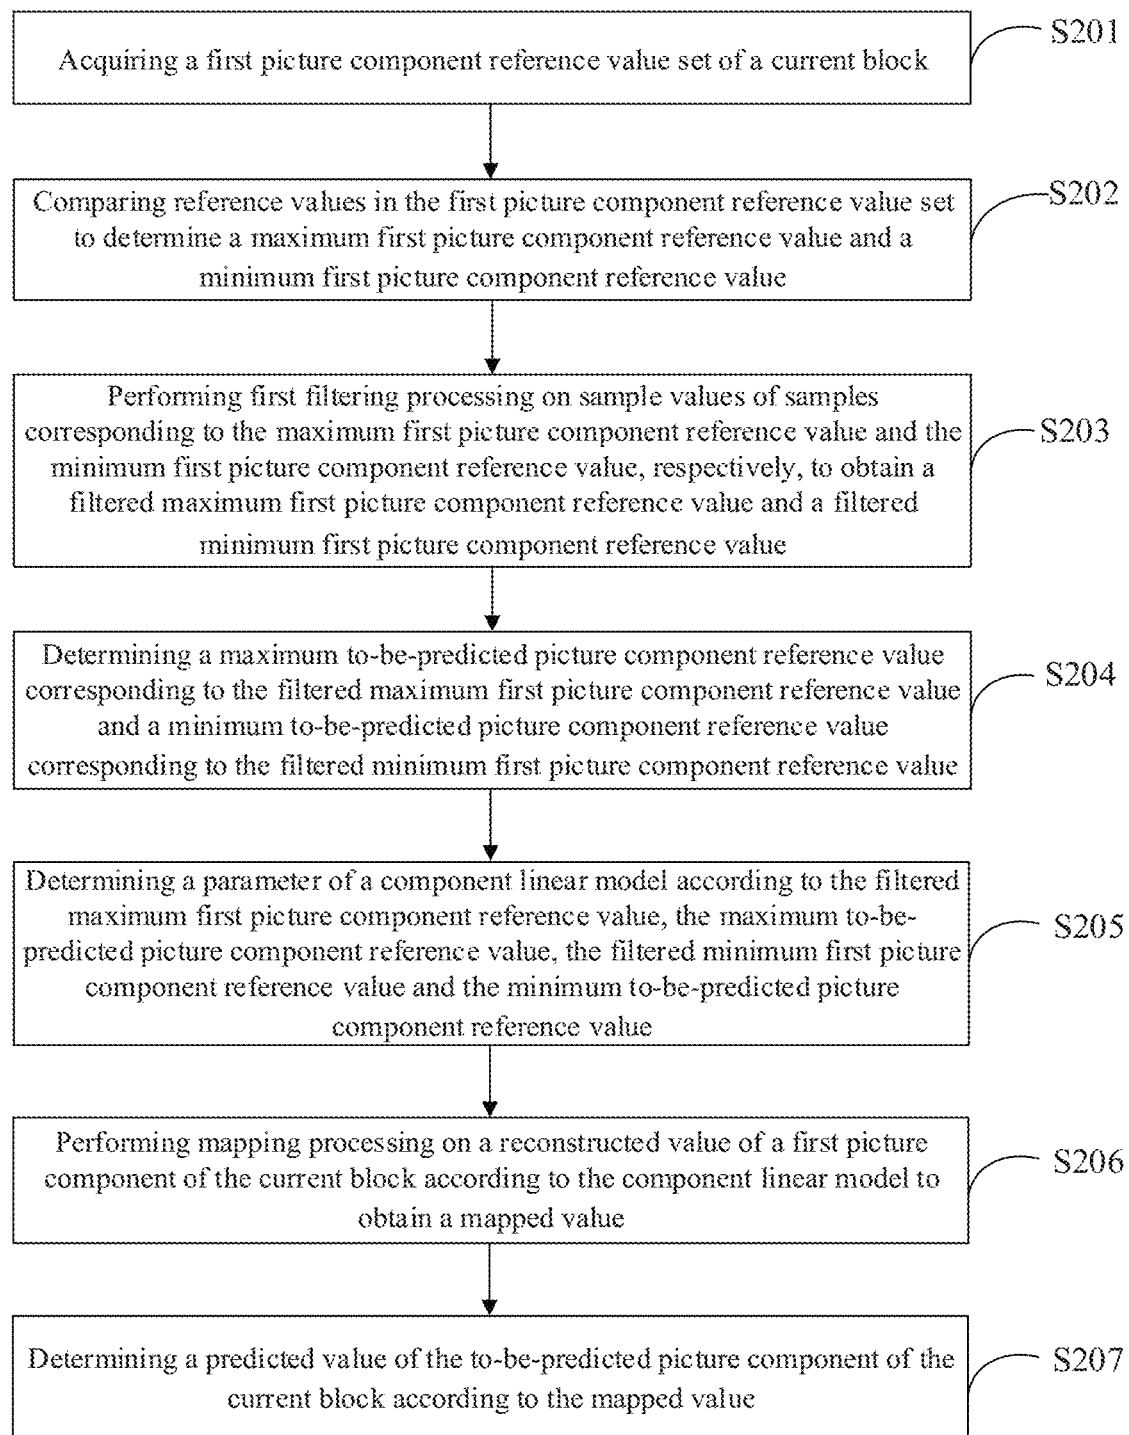 Acquiring a first picture component reference value set of a current block
S201
Comparing reference values in the first picture component reference value set
to determine a maximum first picture component reference value and a
minimum first picture component reference value
S202
Performing first filtering processing on sample values of samples
corresponding to the maximum first picture component reference value and the
minimum first picture component reference value, respectively, to obtain a
filtered maximum first picture component reference value and a filtered
minimum first picture component reference value
S203
Determining a maximum to-be-predicted picture component reference value
corresponding to the filtered maximum first picture component reference value
and a minimum to-be-predicted picture component reference value
corresponding to the filtered minimum first picture component reference value
S204
Determining a parameter of a component linear model according to the filtered
maximum first picture component reference value, the maximum to-be-
predicted picture component reference value, the filtered minimum first picture
component reference value and the minimum to-be-predicted picture
component reference value
S205
Performing mapping processing on a reconstructed value of a first picture
component of the current block according to the component linear model to
obtain a mapped value
S206
Determining a predicted value of the to-be-predicted picture component of the
current block according to the mapped value
S207